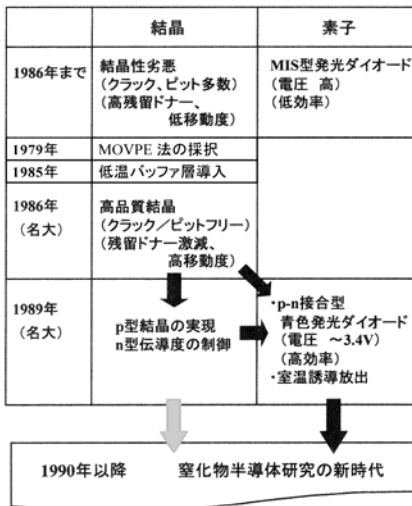 結晶
素子
1986年まで
結晶性劣悪
(クラック、ピット多数)
(高残留ドナー、
低移動度)
MIS型発光ダイオード
(電圧 高)
(低効率)
1979年
MOVPE 法の採択
1985年
低温バッファ層導入
1986年
(名大)
高品質結晶
(クラック/ピットフリー)
(残留ドナー激減、
高移動度)
1989年
(名大)
p型結晶の実現
n型伝導度の制御
・p-n接合型
青色発光ダイオード
(電圧 ~3.4V)
(高効率)
・室温誘導放出
1990年以降 窒化物半導体研究の新時代